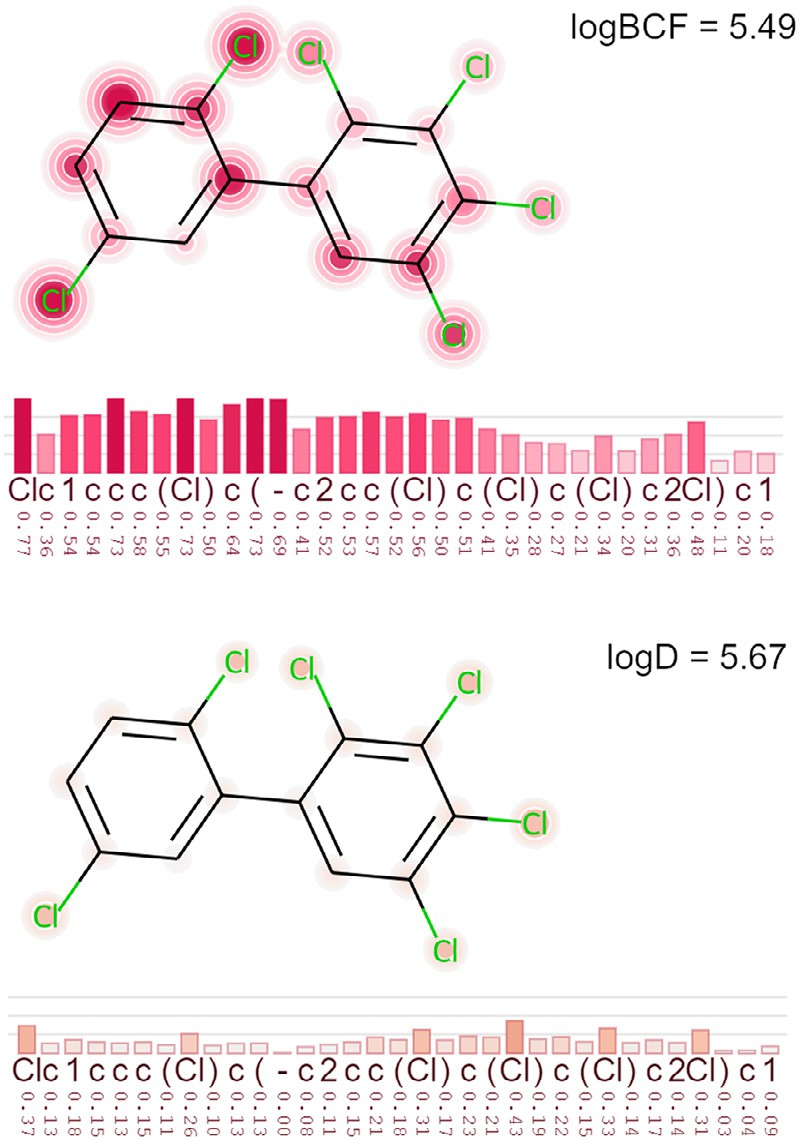 logBCF = 5.49
Cl
Cl
Cl
Cl
Cl
Cl
Clc1ccc(Cl)c(-c2cc(Cl)c(Cl)c(Cl)c2Cl)c1
0.77 0.36 0.54 0.54 0.73 0.58 0.55 0.73 0.50 0.64 0.73 0.69 0.41 0.52 0.53 0.57 0.52 0.56 0.50 0.51 0.41 0.35 0.28 0.27 0.21 0.34 0.20 0.31 0.36 0.48 0.11 0.20 0.18
logD = 5.67
Cl
Cl
Cl
Cl
Cl
Cl
Clc1ccc(Cl)c(-c2cc(Cl)c(Cl)c(Cl)c2Cl)c1
0.37 0.13 0.18 0.15 0.13 0.15 0.11 0.26 0.10 0.13 0.13 0.00 0.08 0.11 0.15 0.21 0.18 0.31 0.17 0.23 0.21 0.43 0.19 0.22 0.15 0.33 0.14 0.17 0.14 0.31 0.03 0.04 0.09